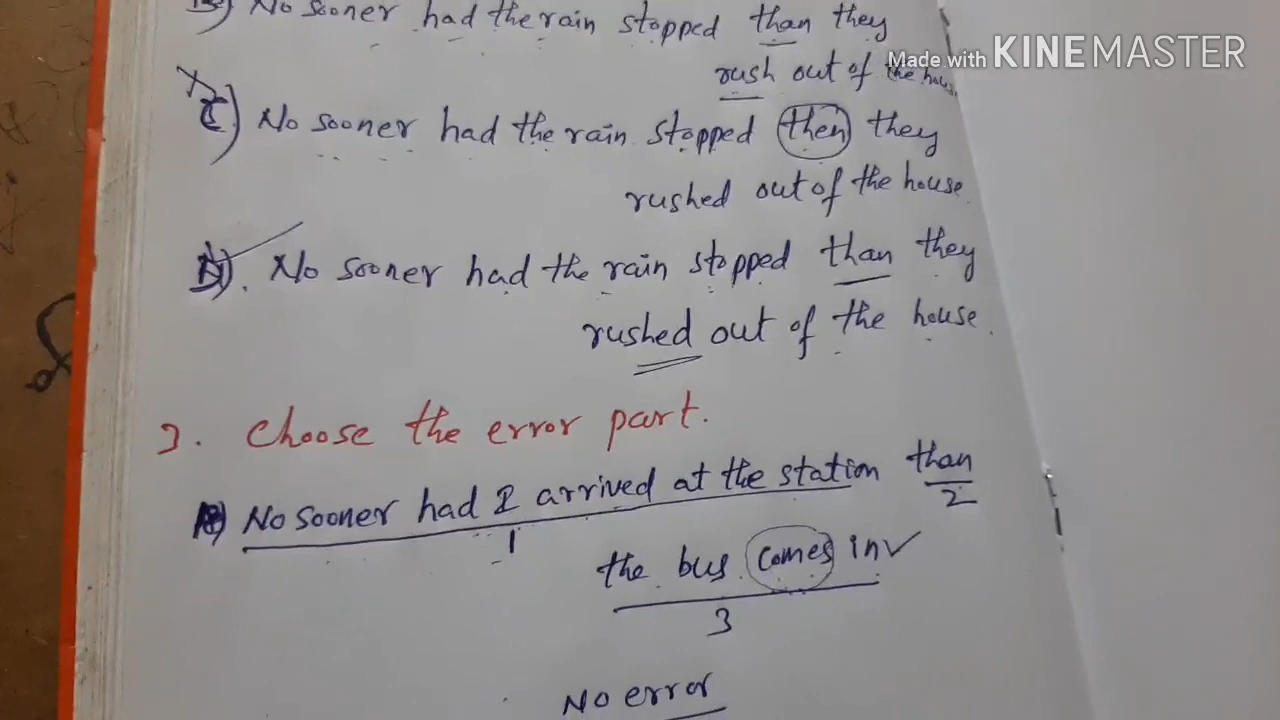 B) No sooner had the rain stopped than they
rush out of the house
Made with KINEMASTER
C) No sooner had the rain stopped then they
rushed out of the house.
D). No sooner had the rain stopped than they
rushed out of the house.
3. Choose the error part.
A) No sooner had I arrived at the station than
1
2
the bus comes in
3
No error